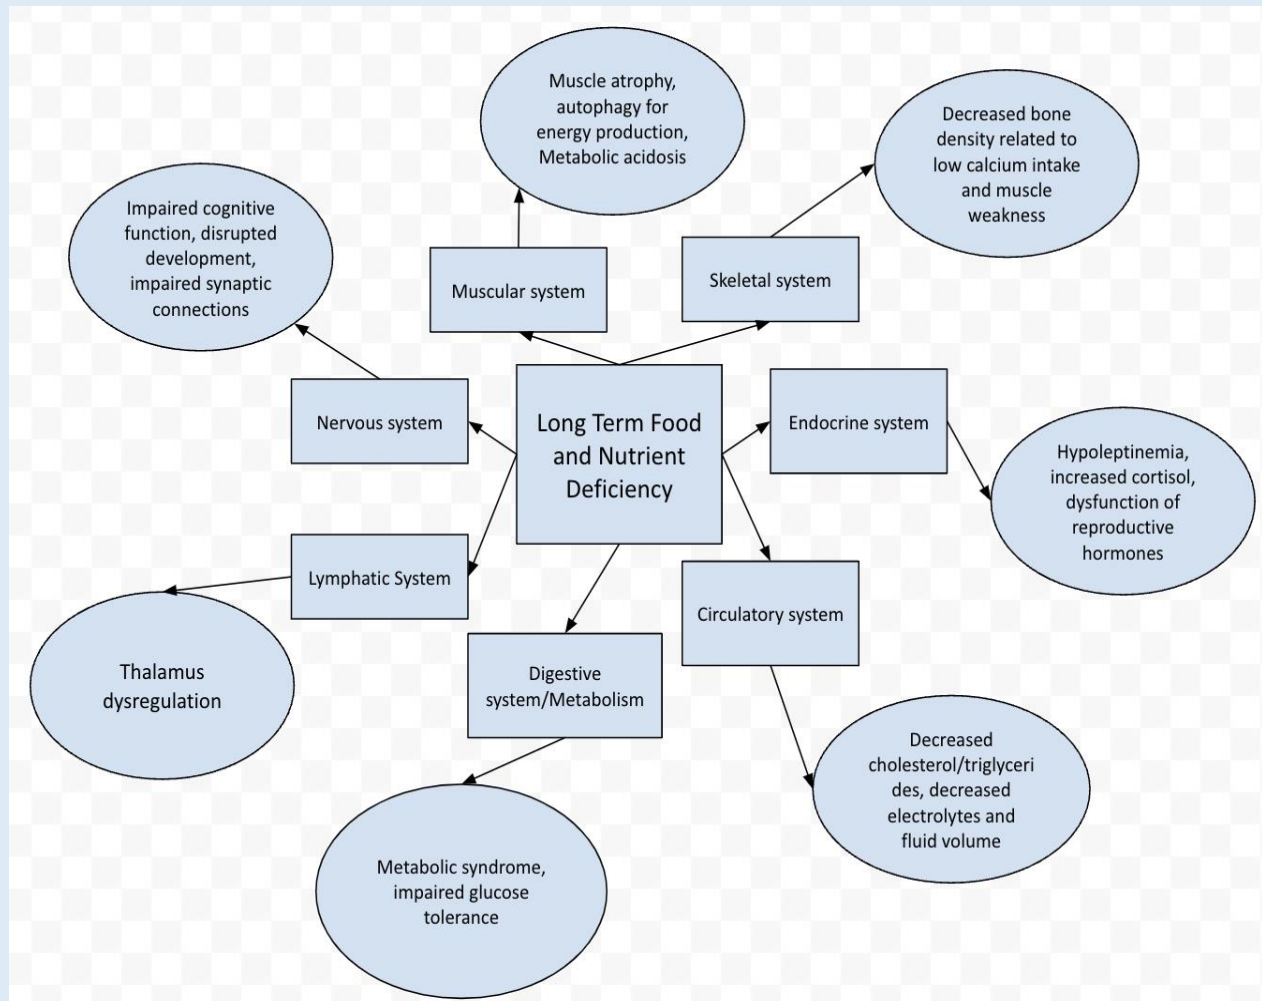 Muscle atrophy,
autophagy for
energy production,
Metabolic acidosis
Decreased bone
density related to
low calcium intake
and muscle
weakness
Impaired cognitive
function, disrupted
development,
impaired synaptic
connections
Muscular system
Skeletal system
Nervous system
Long Term Food
and Nutrient
Deficiency
Endocrine system
Hypoleptinemia,
increased cortisol,
dysfunction of
reproductive
hormones
Lymphatic System
Circulatory system
Thalamus
dysregulation
Digestive
system/Metabolism
Decreased
cholesterol/triglyceri
des, decreased
electrolytes and
fluid volume
Metabolic syndrome,
impaired glucose
tolerance